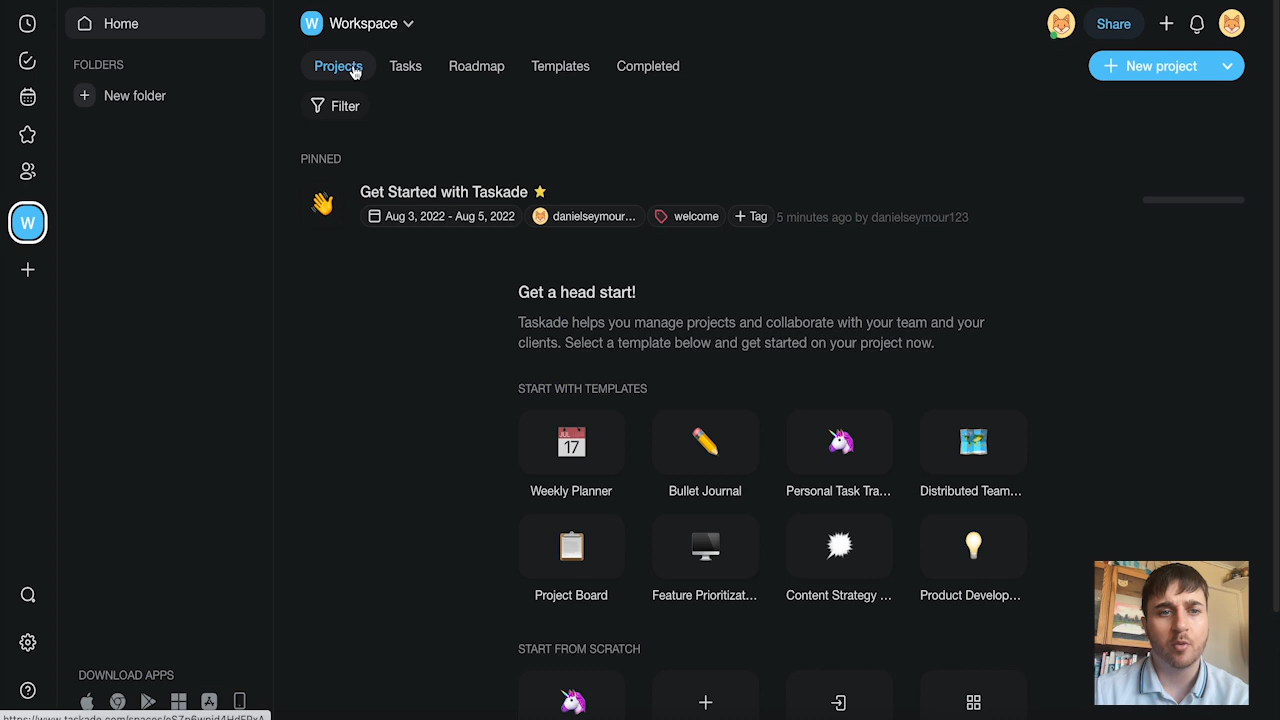 Home
FOLDERS
New folder
W
DOWNLOAD APPS
W Workspace
Share
Projects Tasks Roadmap Templates Completed
New project
Filter
PINNED
Get Started with Taskade
Aug 3, 2022 - Aug 5, 2022 danielseymour... welcome + Tag 5 minutes ago by danielseymour123
Get a head start!
Taskade helps you manage projects and collaborate with your team and your
clients. Select a template below and get started on your project now.
START WITH TEMPLATES
JUL
17
Weekly Planner Bullet Journal Personal Task Tra... Distributed Team...
Project Board Feature Prioritizat... Content Strategy ... Product Develop...
START FROM SCRATCH